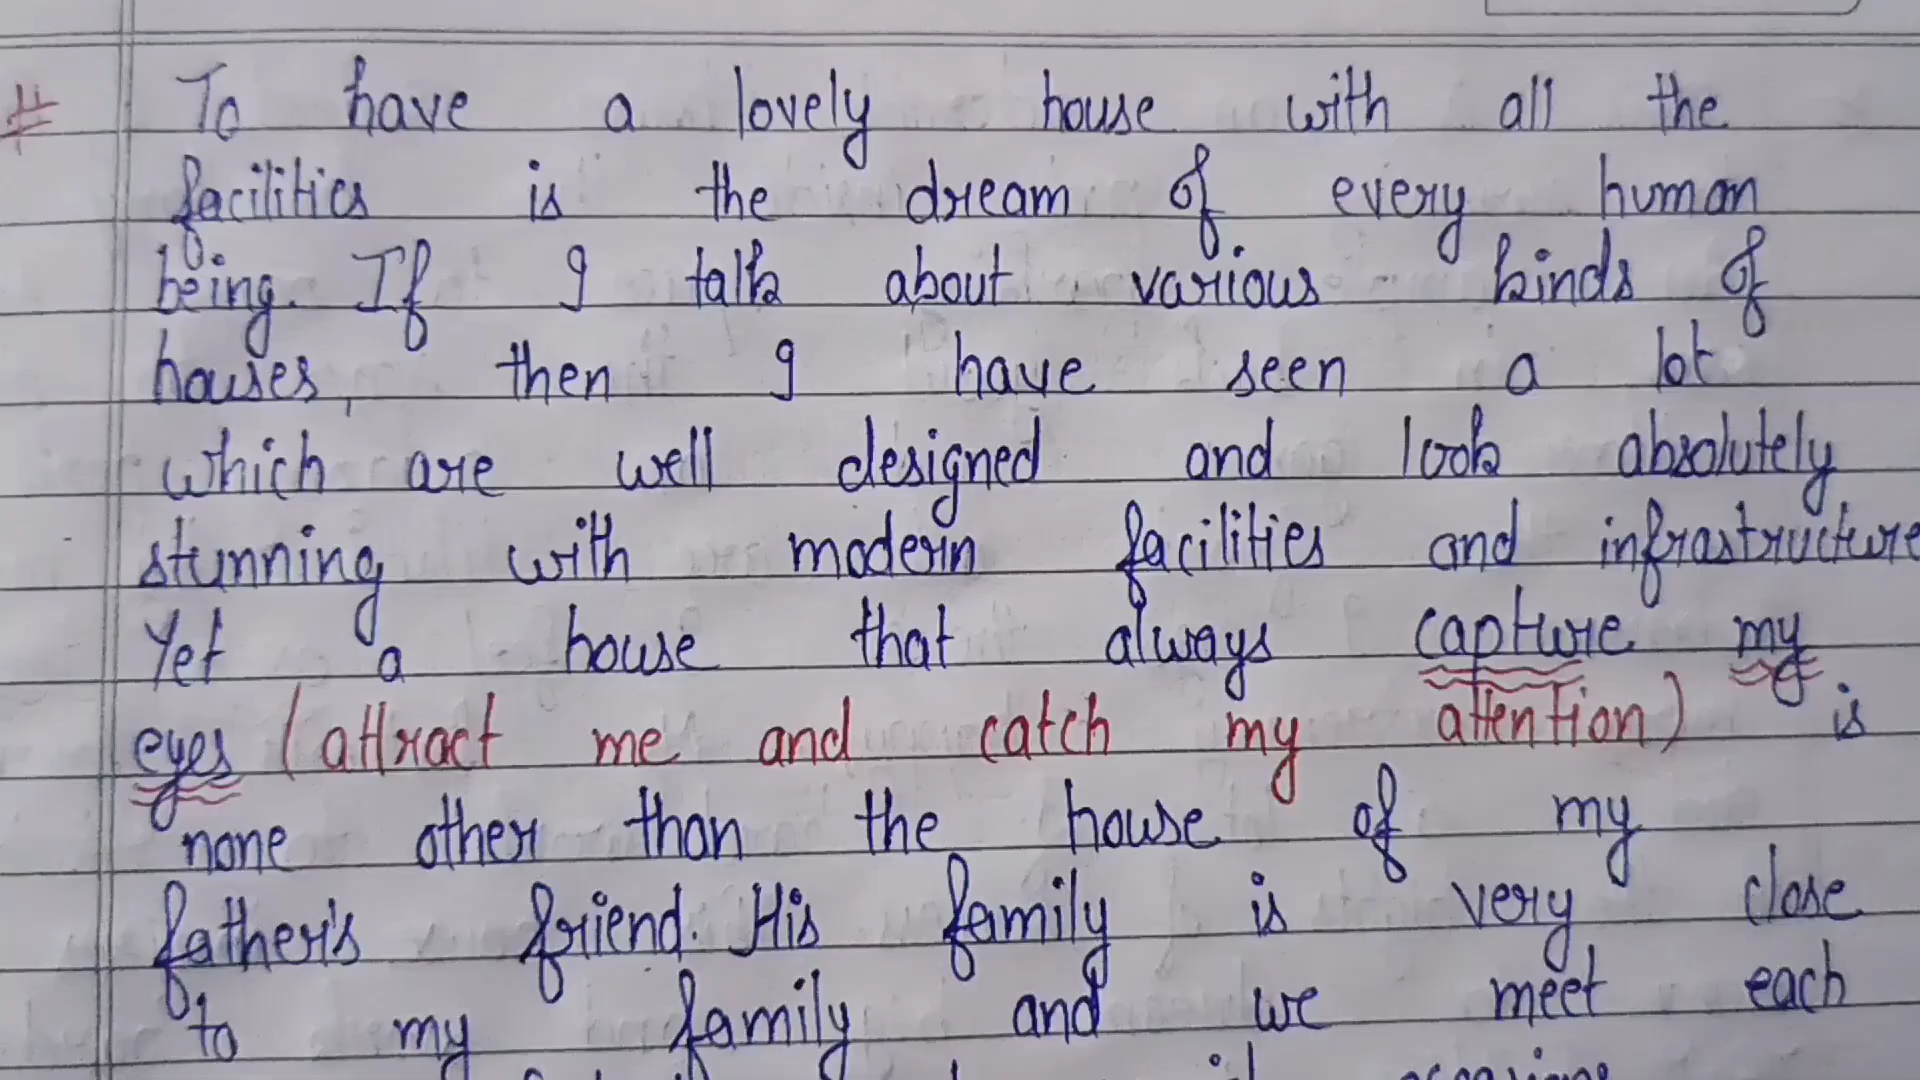 # To have a lovely house with all the
facilities is the dream of every human
being. If I talk about various kinds of
houses, then I have seen a lot
which are well designed and look absolutely
stunning with modern facilities and infrastructure
Yet a house that always capture my
eyes (attract me and catch my attention) is
none other than the house of my
father's friend. His family is very close
to my family and we meet each
occasions